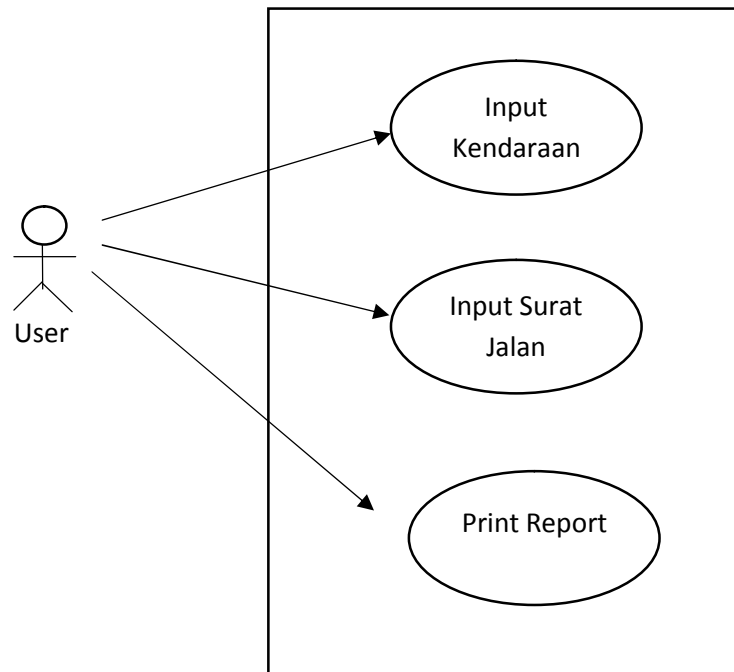 Input
Kendaraan
User
Input Surat
Jalan
Print Report